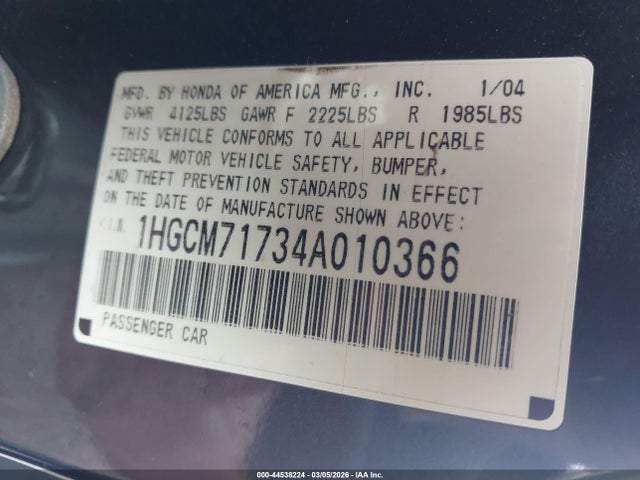 MFD. BY HONDA OF AMERICA MFG., INC. 1/04
GVWR 4125LBS GAWR F 2225LBS R 1985LBS
THIS VEHICLE CONFORMS TO ALL APPLICABLE
FEDERAL MOTOR VEHICLE SAFETY, BUMPER,
AND THEFT PREVENTION STANDARDS IN EFFECT
ON THE DATE OF MANUFACTURE SHOWN ABOVE:
V.I.N. 1HGCM71734A010366
PASSENGER CAR
000-44538224 | 03/05/2026 | IAA Inc.